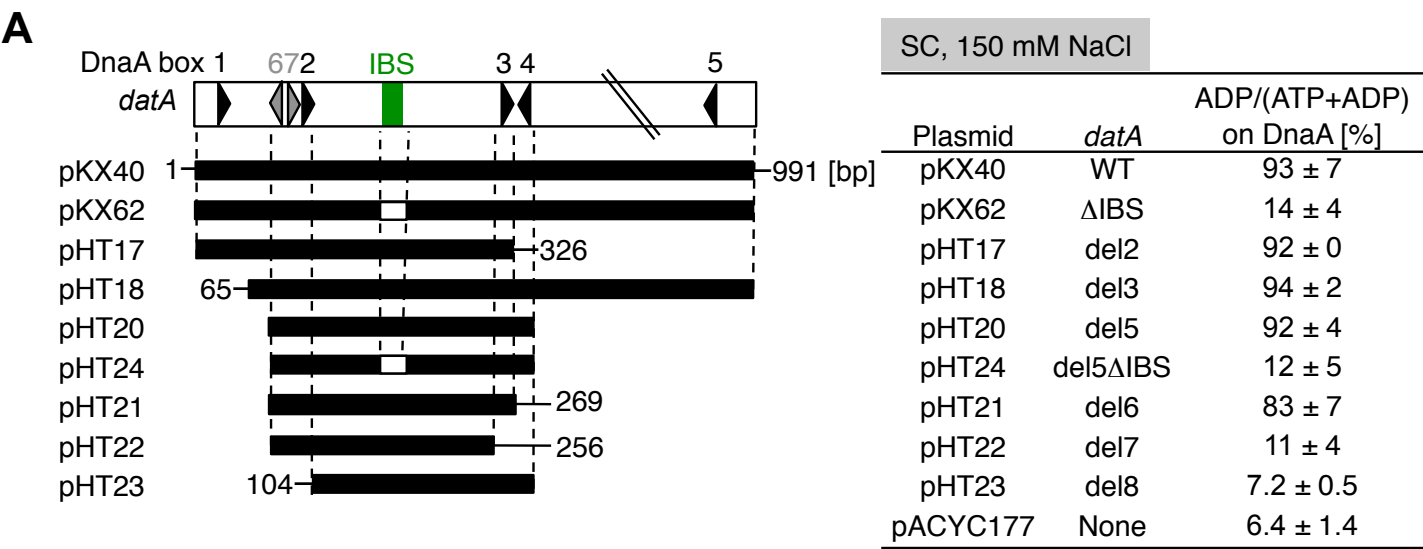 A
DnaA box 1 672 IBS 3 4 5
datA
pKX40 1 991 [bp]
pKX62
pHT17 326
pHT18 65
pHT20
pHT24
pHT21 269
pHT22 256
pHT23 104
SC, 150 mM NaCl
ADP/(ATP+ADP)
Plasmid datA on DnaA [%]
pKX40 WT 93 ± 7
pKX62 ΔIBS 14 ± 4
pHT17 del2 92 ± 0
pHT18 del3 94 ± 2
pHT20 del5 92 ± 4
pHT24 del5ΔIBS 12 ± 5
pHT21 del6 83 ± 7
pHT22 del7 11 ± 4
pHT23 del8 7.2 ± 0.5
pACYC177 None 6.4 ± 1.4